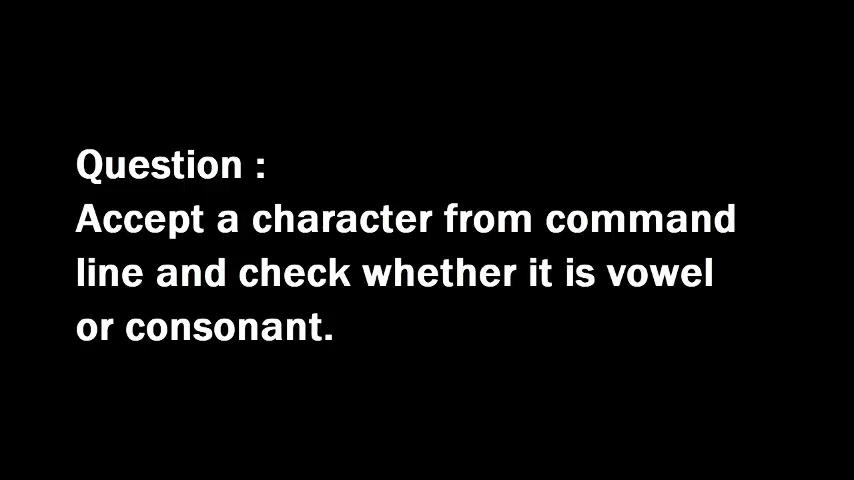 Question :
Accept a character from command
line and check whether it is vowel
or consonant.